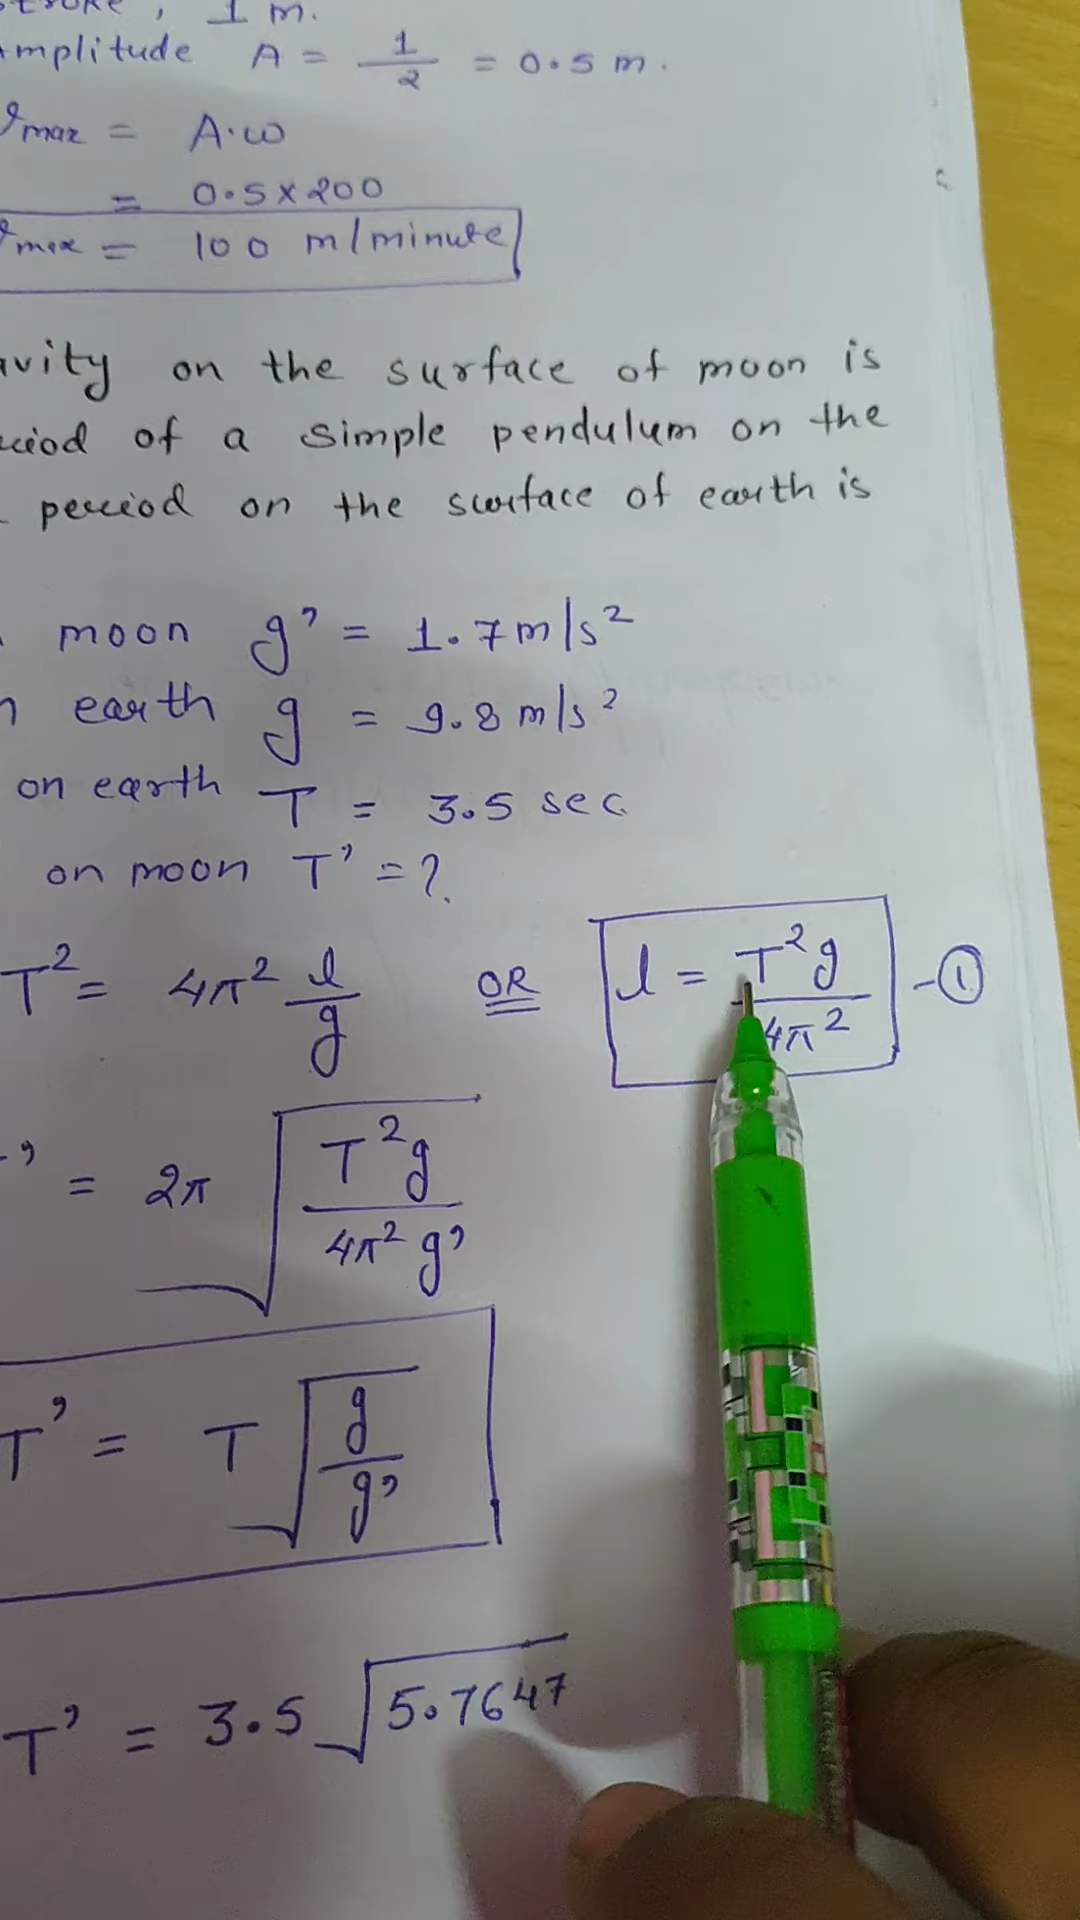 1 m.
Amplitude A = 1/2 = 0.5 m.
max = A.ω
= 0.5 x 200
max = 100 m/minute
on the surface of moon is
of a simple pendulum on the
period on the surface of earth is
moon g' = 1.7 m/s²
earth g = 9.8 m/s²
on earth T = 3.5 sec
on moon T' = ?
T² = 4π² l/g OR l = T²g/4π² - ①
' = 2π √(T²g/4π²g')
T' = T √(g/g')
T' = 3.5 √5.7647